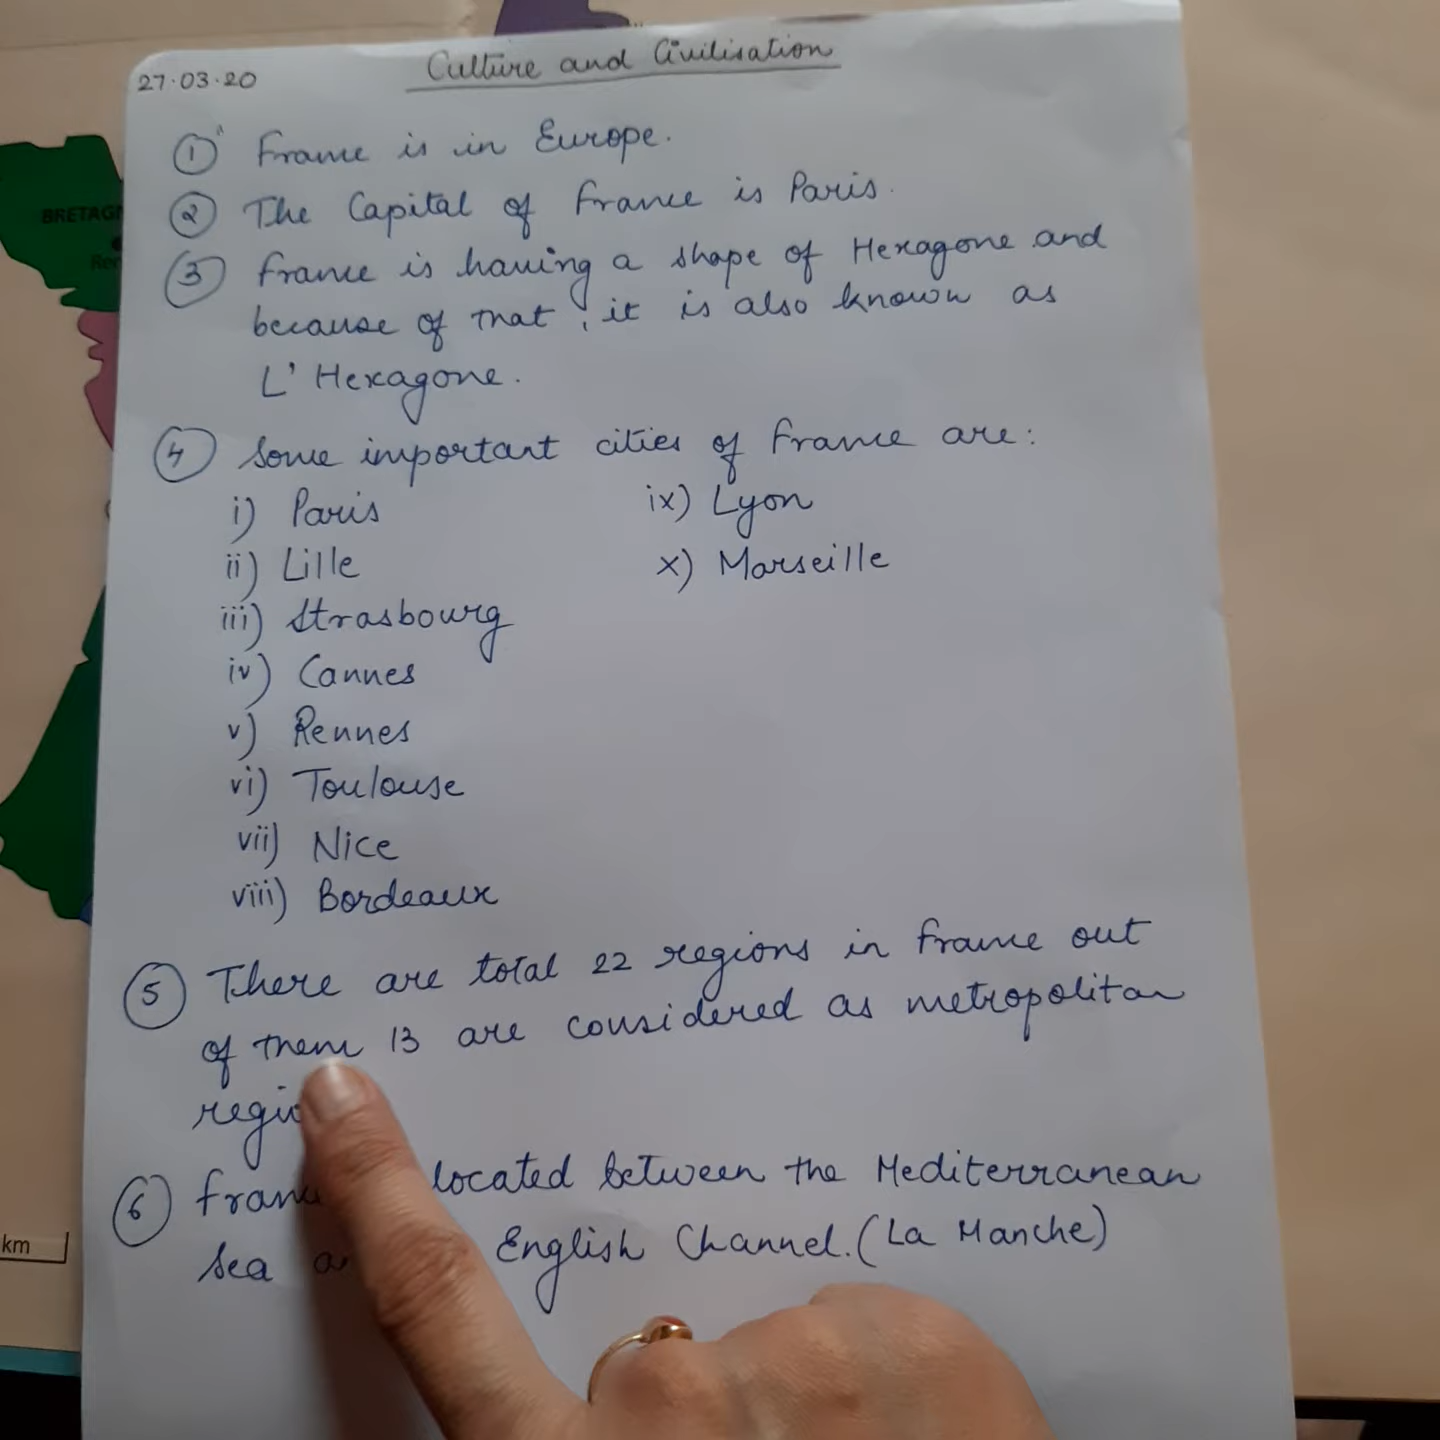 27.03.20
Culture and Civilisation
① France is in Europe.
② The Capital of France is Paris.
③ France is having a shape of Hexagone and
because of that, it is also known as
L'Hexagone.
④ Some important cities of France are:
i) Paris
ii) Lille
iii) Strasbourg
iv) Cannes
v) Rennes
vi) Toulouse
vii) Nice
viii) Bordeaux
ix) Lyon
x) Marseille
⑤ There are total 22 regions in France out
of them 13 are considered as metropolitan
⑥ located between the Mediterranean
Sea English Channel. (La Manche)
km